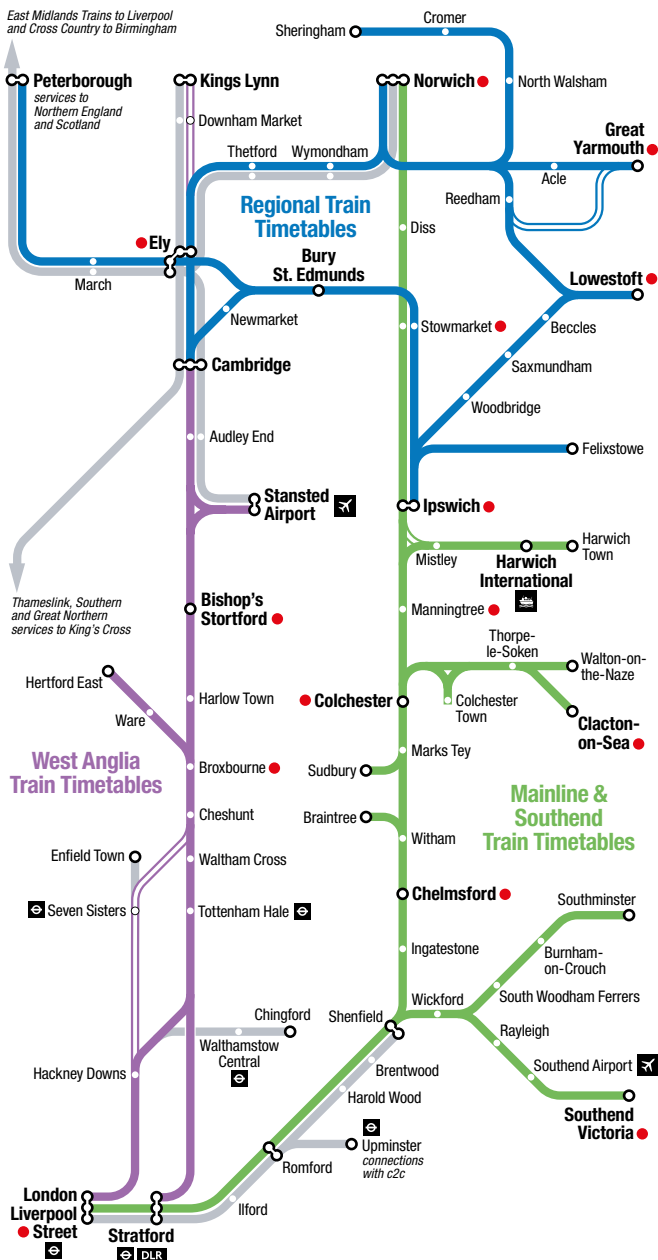 East Midlands Trains to Liverpool
and Cross Country to Birmingham
Cromer
Sheringham
Peterborough
services to
Northern England
and Scotland
Kings Lynn
Norwich
North Walsham
Downham Market
Great
Yarmouth
Thetford
Wymondham
Acle
Reedham
Regional Train
Timetables
Diss
Ely
Bury
St. Edmunds
March
Lowestoft
Newmarket
Stowmarket
Beccles
Saxmundham
Cambridge
Woodbridge
Audley End
Felixstowe
Stansted
Airport
Ipswich
Harwich
Town
Mistley
Harwich
International
Thameslink, Southern
and Great Northern
services to King's Cross
Bishop's
Stortford
Manningtree
Thorpe-
le-Soken
Walton-on-
the-Naze
Hertford East
Harlow Town
Colchester
Colchester
Town
Ware
Clacton-
on-Sea
West Anglia
Train Timetables
Broxbourne
Marks Tey
Sudbury
Mainline &
Southend
Train Timetables
Cheshunt
Braintree
Witham
Enfield Town
Waltham Cross
Chelmsford
Southminster
Seven Sisters
Tottenham Hale
Ingatestone
Burnham-
on-Crouch
South Woodham Ferrers
Wickford
Chingford
Shenfield
Walthamstow
Central
Rayleigh
Hackney Downs
Brentwood
Southend Airport
Harold Wood
Southend
Victoria
Upminster
connections
with c2c
Romford
London
Liverpool
Street
Ilford
Stratford
DLR